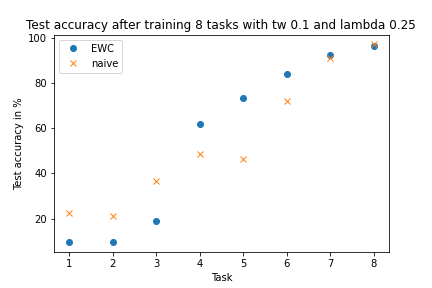 Test accuracy after training 8 tasks with tw 0.1 and lambda 0.25
EWC
naive
Test accuracy in %
100
80
60
40
20
1 2 3 4 5 6 7 8
Task